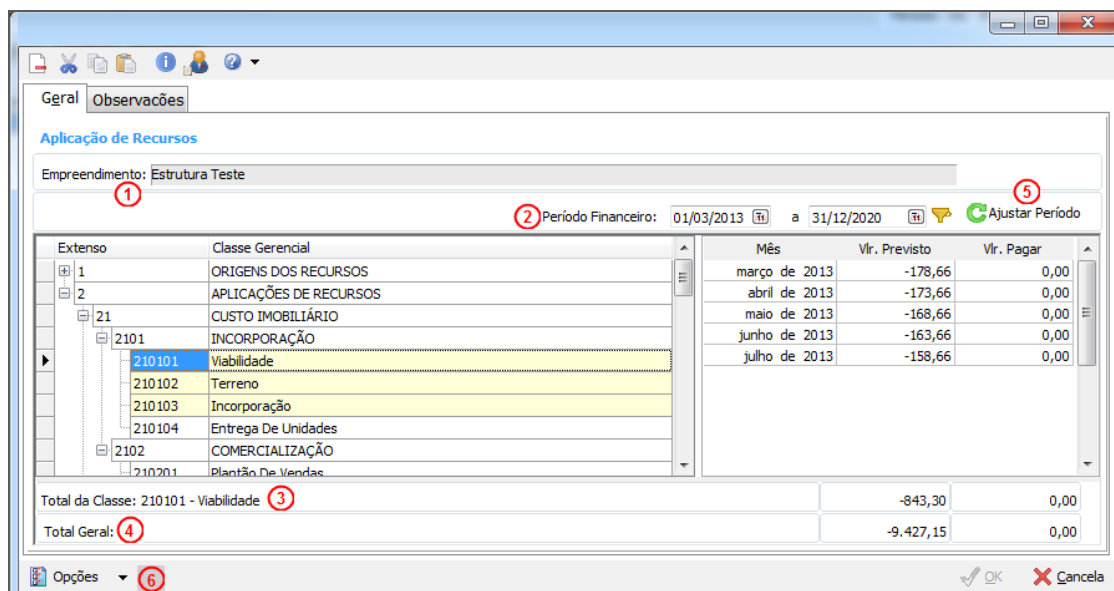 Geral Observacões
Aplicação de Recursos
Empreendimento: Estrutura Teste
1
5
2 Período Financeiro: 01/03/2013 a 31/12/2020 Ajustar Período
Extenso Classe Gerencial Mês Vlr. Previsto Vlr. Pagar
1 ORIGENS DOS RECURSOS março de 2013 -178,66 0,00
2 APLICAÇÕES DE RECURSOS abril de 2013 -173,66 0,00
21 CUSTO IMOBILIÁRIO maio de 2013 -168,66 0,00
2101 INCORPORAÇÃO junho de 2013 -163,66 0,00
210101 Viabilidade julho de 2013 -158,66 0,00
210102 Terreno
210103 Incorporação
210104 Entrega De Unidades
2102 COMERCIALIZAÇÃO
210201 Plantão De Vendas
Total da Classe: 210101 - Viabilidade 3 -843,30 0,00
Total Geral: 4 -9.427,15 0,00
Opções 6 OK Cancela